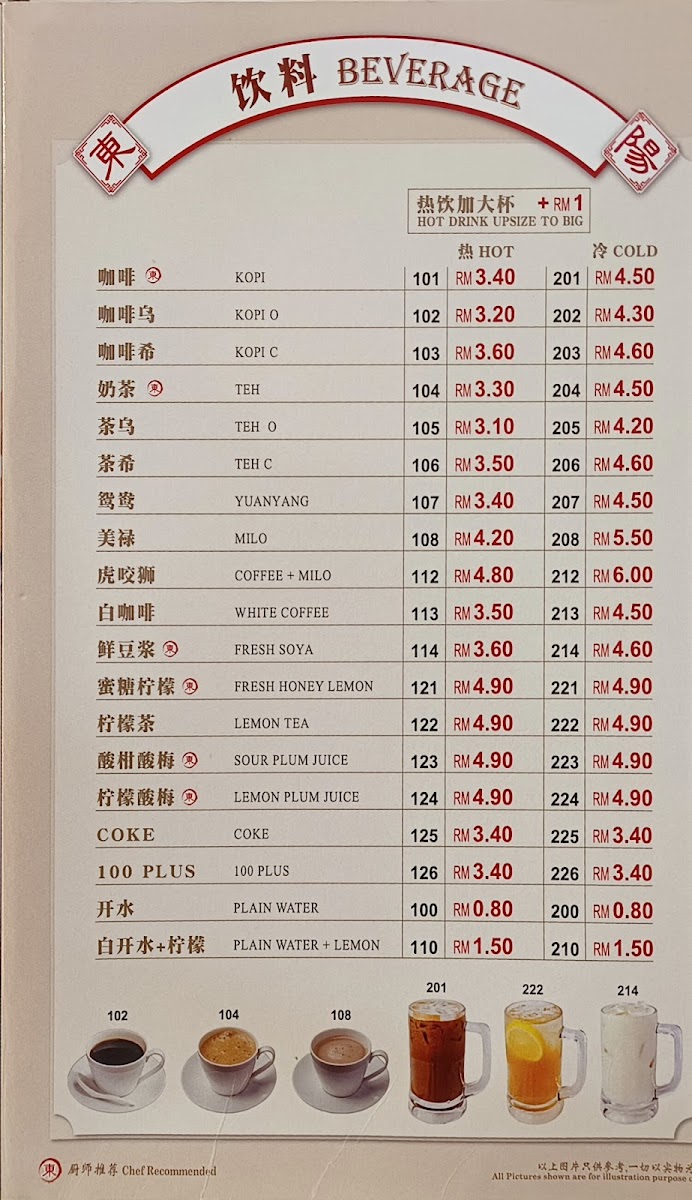 饮料 BEVERAGE
東 陽
热饮加大杯 + RM 1
HOT DRINK UPSIZE TO BIG
热 HOT 冷 COLD
咖啡 東 KOPI 101 RM 3.40 201 RM 4.50
咖啡乌 KOPI O 102 RM 3.20 202 RM 4.30
咖啡希 KOPI C 103 RM 3.60 203 RM 4.60
奶茶 東 TEH 104 RM 3.30 204 RM 4.50
茶乌 TEH O 105 RM 3.10 205 RM 4.20
茶希 TEH C 106 RM 3.50 206 RM 4.60
鸳鸯 YUANYANG 107 RM 3.40 207 RM 4.50
美禄 MILO 108 RM 4.20 208 RM 5.50
虎咬狮 COFFEE + MILO 112 RM 4.80 212 RM 6.00
白咖啡 WHITE COFFEE 113 RM 3.50 213 RM 4.50
鲜豆浆 東 FRESH SOYA 114 RM 3.60 214 RM 4.60
蜜糖柠檬 東 FRESH HONEY LEMON 121 RM 4.90 221 RM 4.90
柠檬茶 LEMON TEA 122 RM 4.90 222 RM 4.90
酸柑酸梅 東 SOUR PLUM JUICE 123 RM 4.90 223 RM 4.90
柠檬酸梅 東 LEMON PLUM JUICE 124 RM 4.90 224 RM 4.90
COKE COKE 125 RM 3.40 225 RM 3.40
100 PLUS 100 PLUS 126 RM 3.40 226 RM 3.40
开水 PLAIN WATER 100 RM 0.80 200 RM 0.80
白开水+柠檬 PLAIN WATER + LEMON 110 RM 1.50 210 RM 1.50
102 104 108 201 222 214
東 厨师推荐 Chef Recommended
以上图片只供参考,一切以实物
All Pictures shown are for illustration purpose